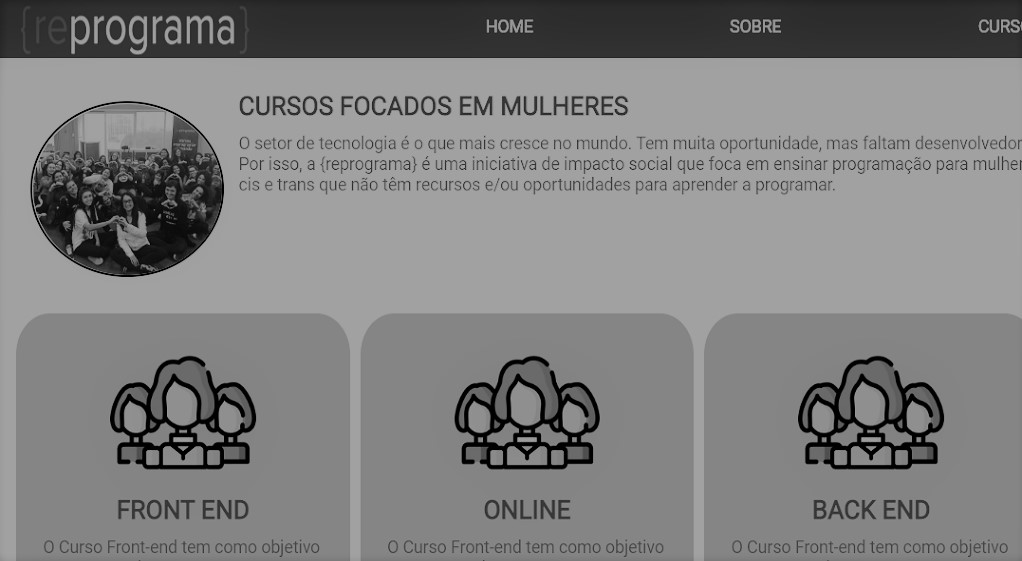 {reprograma}
HOME
SOBRE
CURSO
CURSOS FOCADOS EM MULHERES
O setor de tecnologia é o que mais cresce no mundo. Tem muita oportunidade, mas faltam desenvolvedor
Por isso, a {reprograma} é uma iniciativa de impacto social que foca em ensinar programação para mulher
cis e trans que não têm recursos e/ou oportunidades para aprender a programar.
FRONT END
ONLINE
BACK END
O Curso Front-end tem como objetivo
O Curso Front-end tem como objetivo
O Curso Front-end tem como objetivo